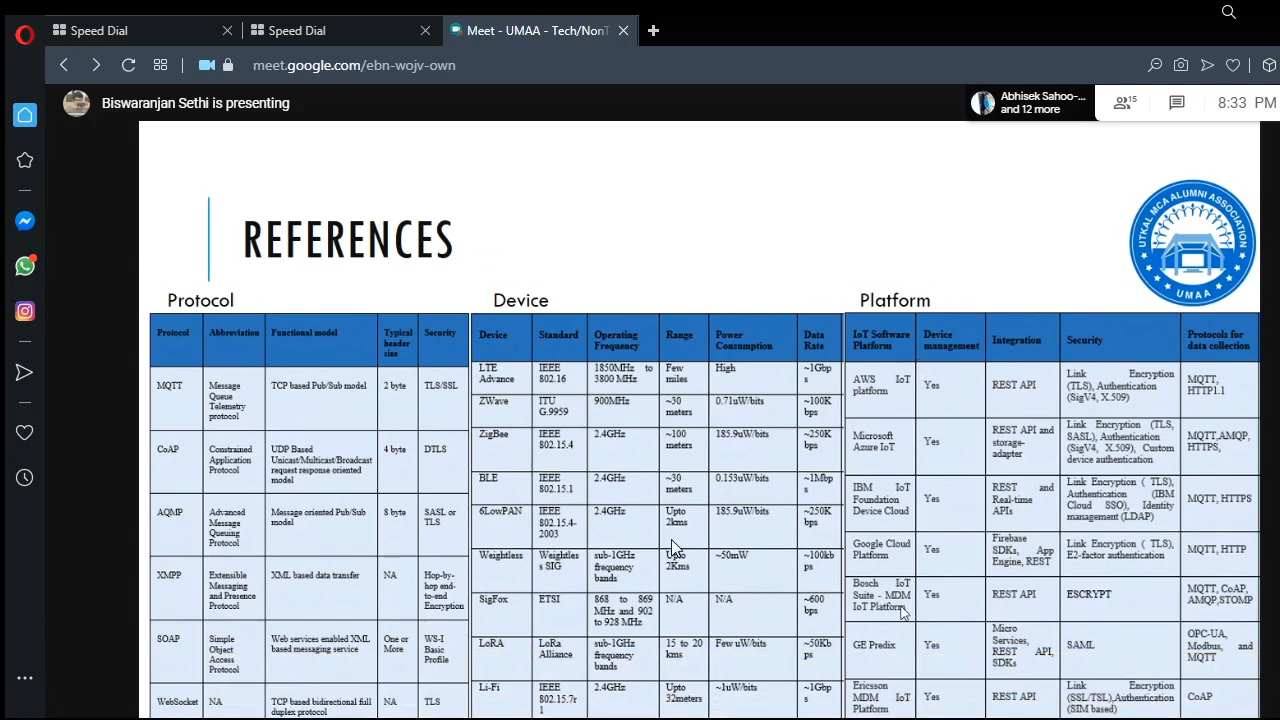 Speed Dial
Speed Dial
Meet - UMAA - Tech/NonT
meet.google.com/ebn-wojv-own
Biswaranjan Sethi is presenting
Abhisek Sahoo-...
and 12 more
15
8:33 PM
REFERENCES
UTKAL MCA ALUMNI ASSOCIATION
UMAA
Protocol
Protocol Abbreviation Functional model Typical header size Security
MQTT Message Queue Telemetry protocol TCP based Pub/Sub model 2 byte TLS/SSL
CoAP Constrained Application Protocol UDP Based Unicast/Multicast/Broadcast request response oriented model 4 byte DTLS
AQMP Advanced Message Queuing Protocol Message oriented Pub/Sub model 8 byte SASL or TLS
XMPP Extensible Messaging and Presence Protocol XML based data transfer NA Hop-by-hop end-to-end Encryption
SOAP Simple Object Access Protocol Web services enabled XML based messaging service One or More WS-I Basic Profile
WebSocket NA TCP based bidirectional full duplex protocol NA TLS
Device
Device Standard Operating Frequency Range Power Consumption Data Rate
LTE Advance IEEE 802.16 1850MHz to 3800 MHz Few miles High ~1Gbps
ZWave ITU G.9959 900MHz ~30 meters 0.71uW/bits ~100Kbps
ZigBee IEEE 802.15.4 2.4GHz ~100 meters 185.9uW/bits ~250Kbps
BLE IEEE 802.15.1 2.4GHz ~30 meters 0.153uW/bits ~1Mbps
6LowPAN IEEE 802.15.4-2003 2.4GHz Upto 2kms 185.9uW/bits ~250Kbps
Weightless Weightless SIG sub-1GHz frequency bands Upto 2Kms ~50mW ~100kbps
SigFox ETSI 868 to 869 MHz and 902 to 928 MHz N/A N/A ~600 bps
LoRA LoRa Alliance sub-1GHz frequency bands 15 to 20 kms Few uW/bits ~50Kbps
Li-Fi IEEE 802.15.7r1 2.4GHz Upto 32meters ~1uW/bits ~1Gbps
Platform
IoT Software Platform Device management Integration Security Protocols for data collection
AWS IoT platform Yes REST API Link Encryption (TLS), Authentication (SigV4, X.509) MQTT, HTTP1.1
Microsoft Azure IoT Yes REST API and storage-adapter Link Encryption (TLS, SASL), Authentication (SigV4, X.509), Custom device authentication MQTT,AMQP, HTTPS,
IBM IoT Foundation Device Cloud Yes REST and Real-time APIs Link Encryption ( TLS), Authentication (IBM Cloud SSO), Identity management (LDAP) MQTT, HTTPS
Google Cloud Platform Yes Firebase SDKs, App Engine, REST Link Encryption ( TLS), E2-factor authentication MQTT, HTTP
Bosch IoT Suite - MDM IoT Platform Yes REST API ESCRYPT MQTT, CoAP, AMQP,STOMP
GE Predix Yes Micro Services, REST API, SDKs SAML OPC-UA, Modbus, and MQTT
Ericsson MDM IoT Platform Yes REST API Link Encryption (SSL/TSL),Authentication (SIM based) CoAP